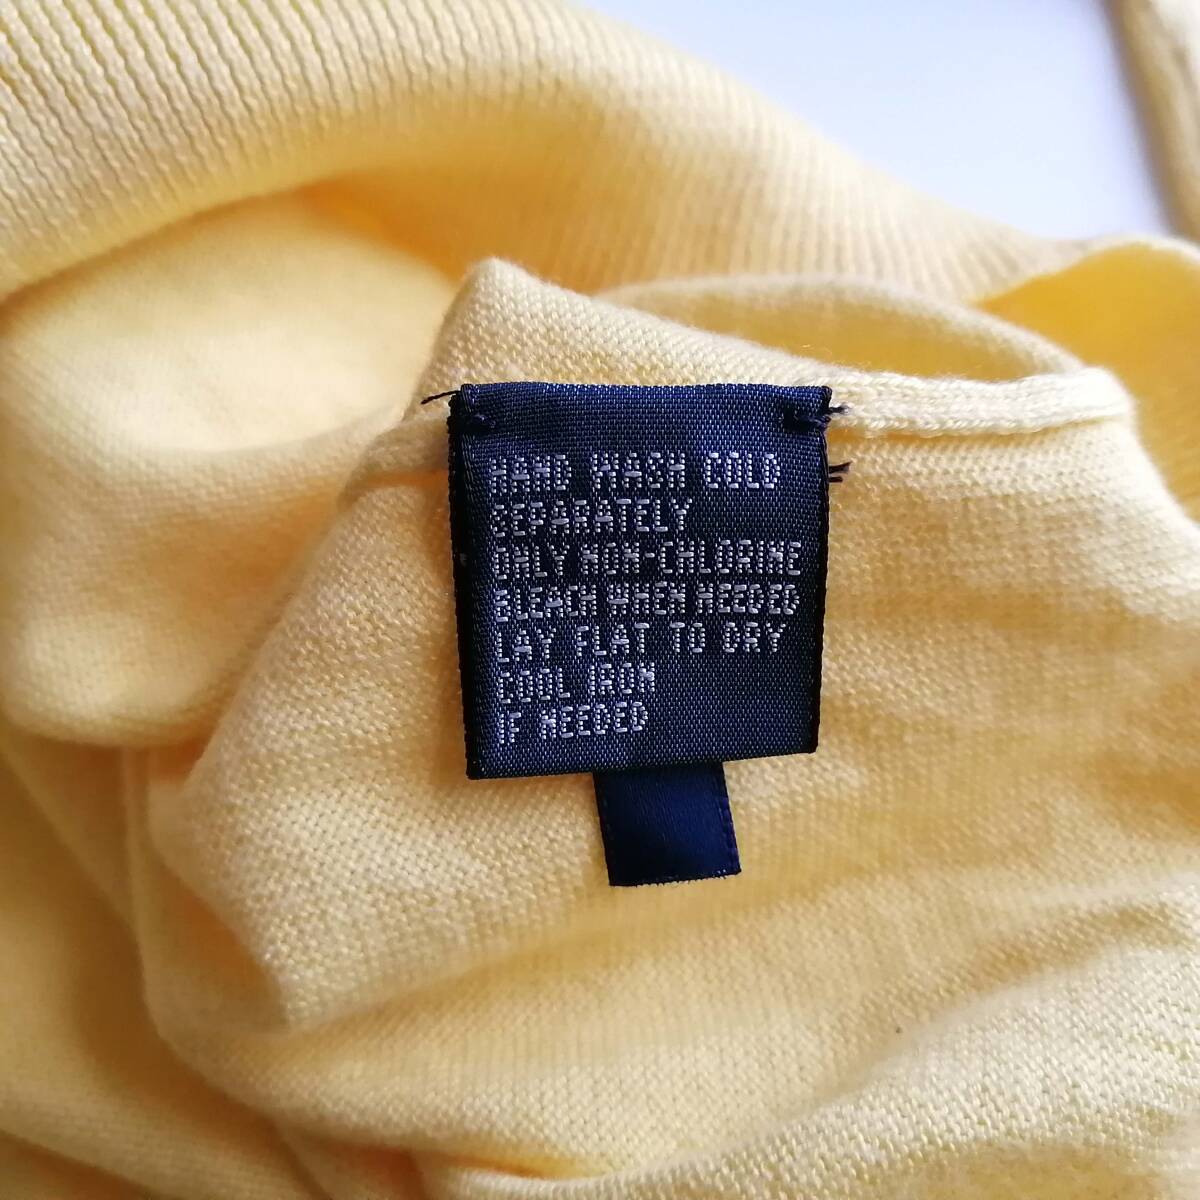 HAND WASH COLD
SEPARATELY
ONLY NON-CHLORINE
BLEACH WHEN NEEDED
LAY FLAT TO DRY
COOL IRON
IF NEEDED